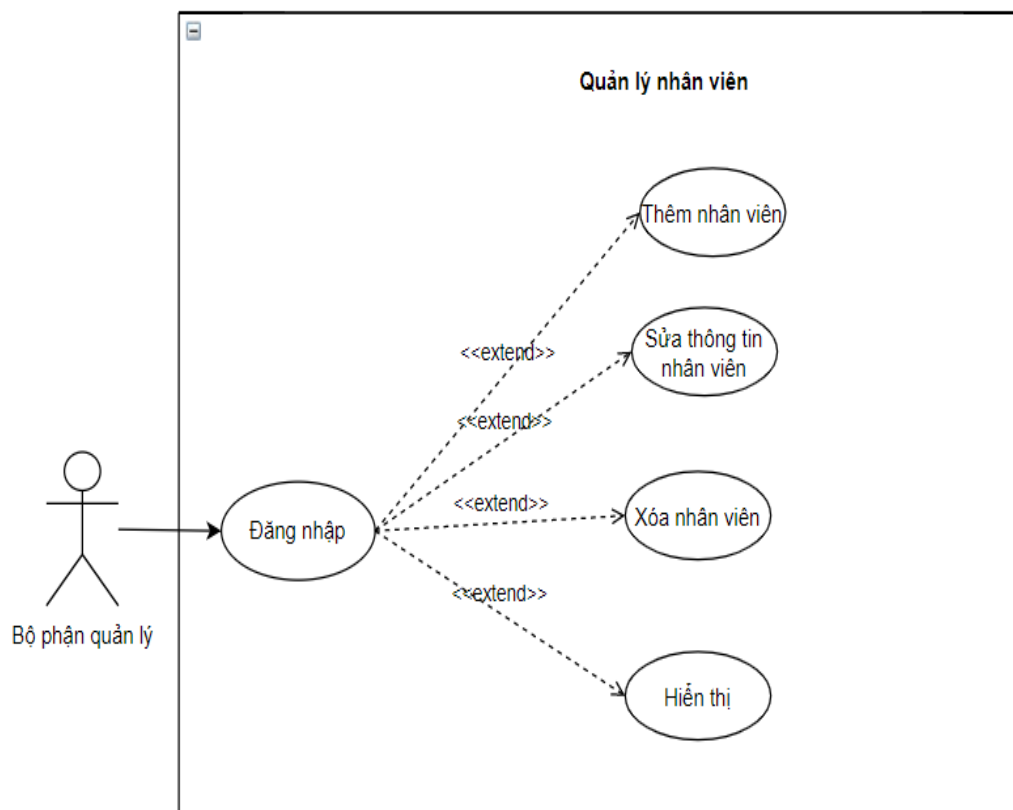 Quản lý nhân viên
Thêm nhân viên
<<extend>>
Sửa thông tin
nhân viên
<<extend>>
<<extend>>
Xóa nhân viên
Đăng nhập
<<extend>>
Bộ phận quản lý
Hiển thị